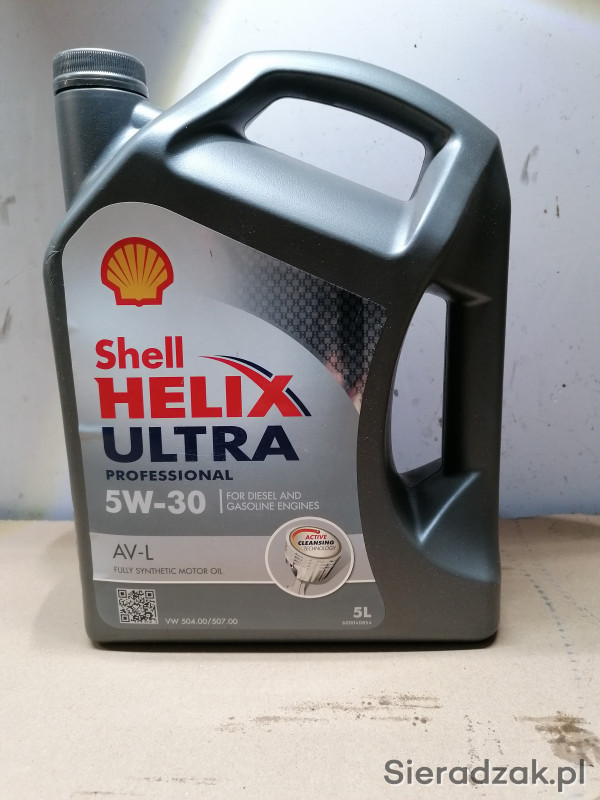 Shell
HELIX
ULTRA
PROFESSIONAL
5W-30
FOR DIESEL AND
GASOLINE ENGINES
ACTIVE
CLEANSING
TECHNOLOGY
AV-L
FULLY SYNTHETIC MOTOR OIL
5L
VW 504.00/507.00
Sieradzak.pl